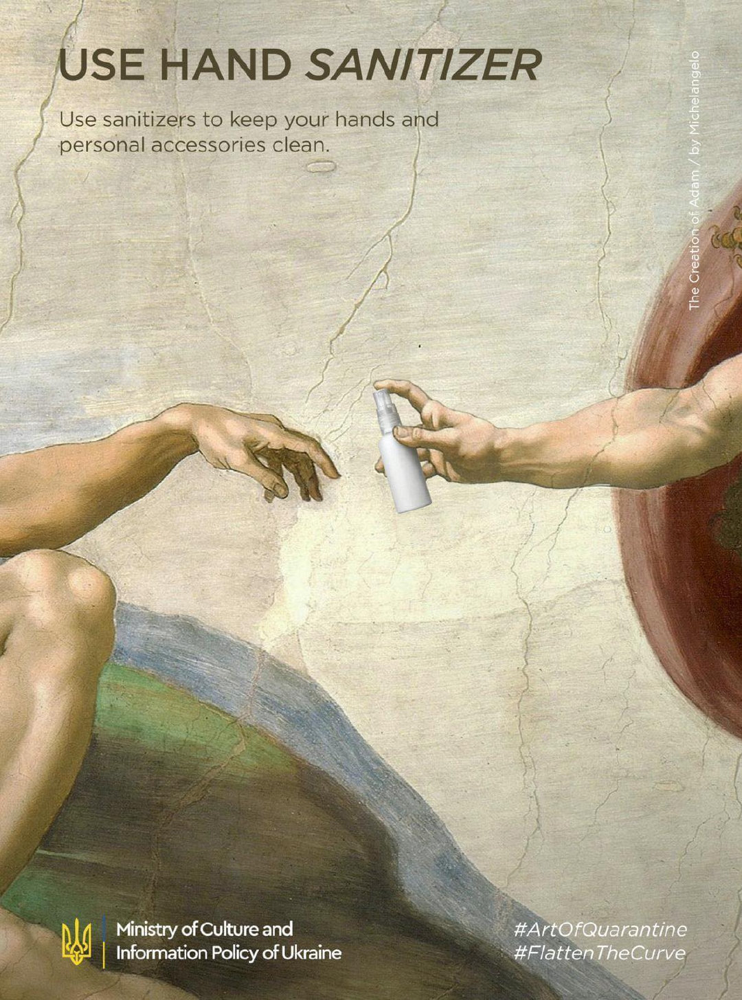 USE HAND SANITIZER
Use sanitizers to keep your hands and
personal accessories clean.
The Creation of Adam / by Michelangelo
Ministry of Culture and
Information Policy of Ukraine
#ArtOfQuarantine
#FlattenTheCurve